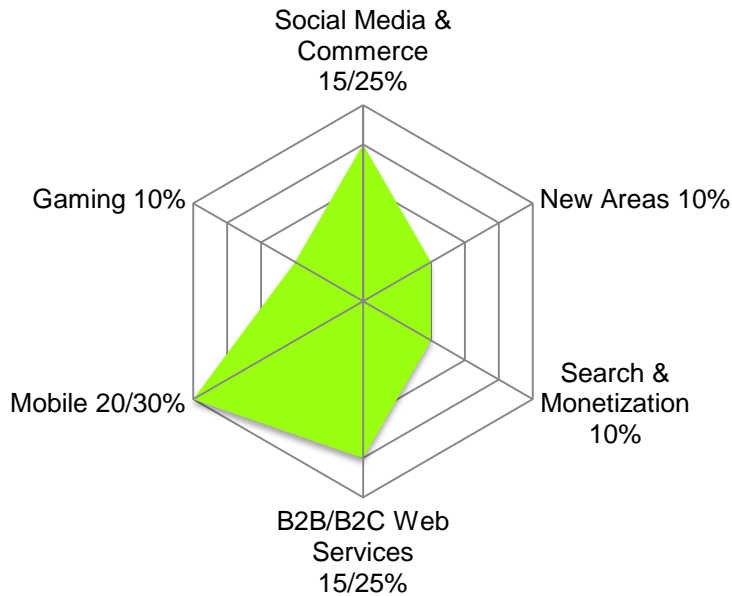 Social Media &
Commerce
15/25%
Gaming 10%
New Areas 10%
Mobile 20/30%
Search &
Monetization
10%
B2B/B2C Web
Services
15/25%